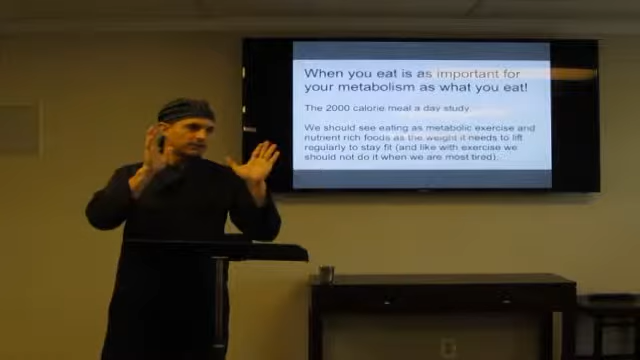 When you eat is as important for
your metabolism as what you eat!
The 2000 calorie meal a day study.
We should see eating as metabolic exercise and
nutrient rich foods as the weight it needs to lift
regularly to stay fit (and like with exercise we
should not do it when we are most tired).